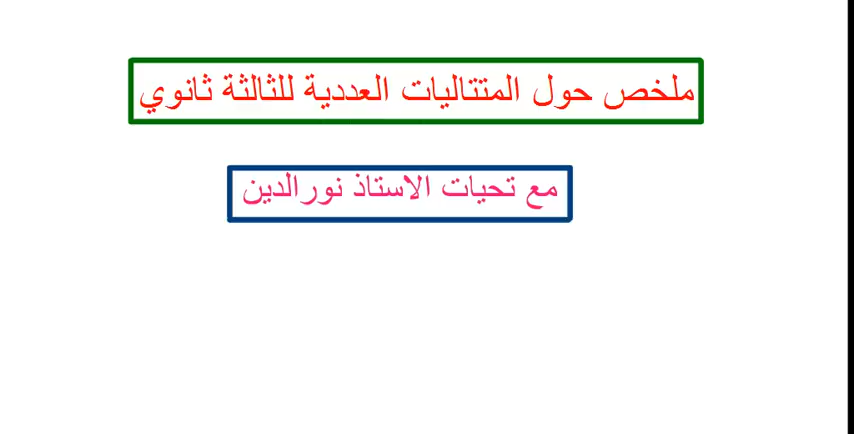 ملخص حول المتتاليات العددية للثالثة ثانوي
مع تحيات الاستاذ نورالدين